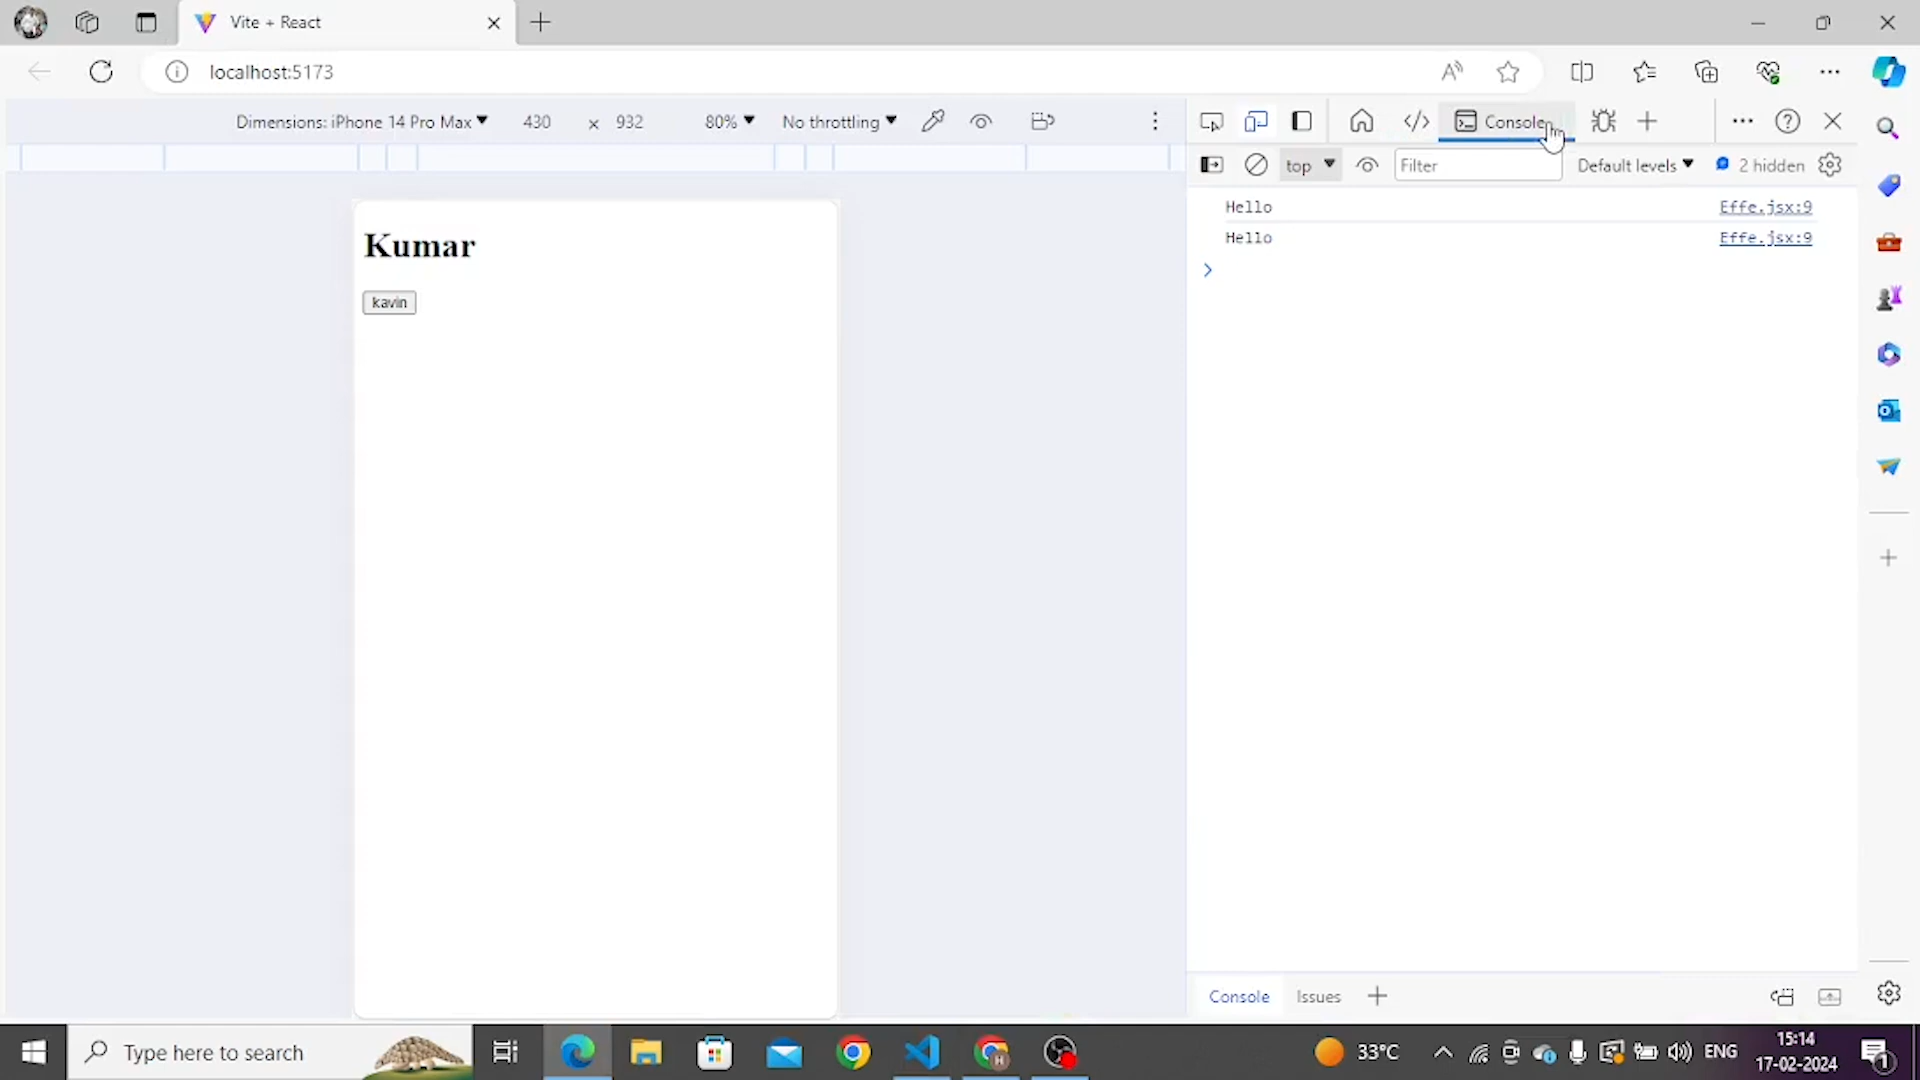 Vite + React
localhost:5173
Dimensions: iPhone 14 Pro Max 430 x 932 80% No throttling
Console
top Filter Default levels 2 hidden
Hello Effe.jsx:9
Hello Effe.jsx:9
Kumar
kavin
Console Issues
Type here to search
33°C
ENG
15:14
17-02-2024
1